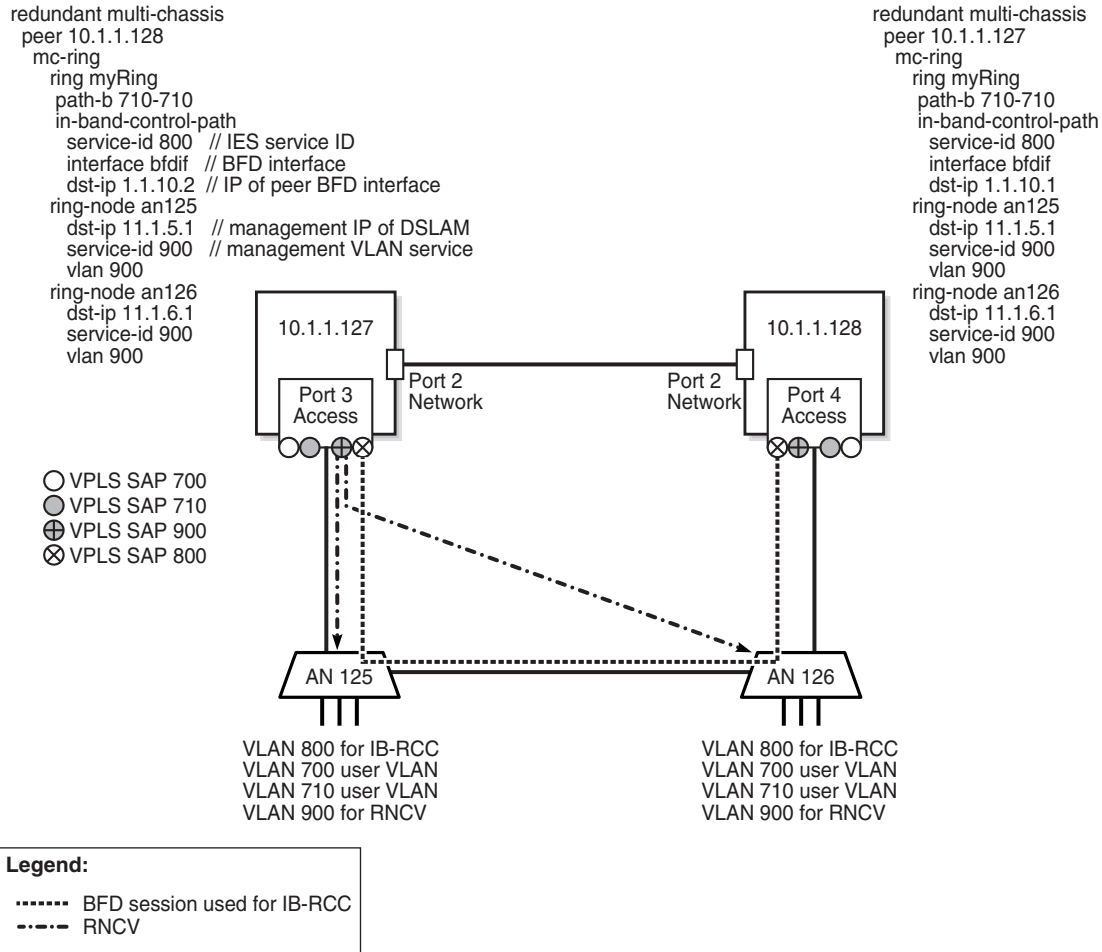 redundant multi-chassis
peer 10.1.1.128
mc-ring
ring myRing
path-b 710-710
in-band-control-path
service-id 800 // IES service ID
interface bfdif // BFD interface
dst-ip 1.1.10.2 // IP of peer BFD interface
ring-node an125
dst-ip 11.1.5.1 // management IP of DSLAM
service-id 900 // management VLAN service
vlan 900
ring-node an126
dst-ip 11.1.6.1
service-id 900
vlan 900
redundant multi-chassis
peer 10.1.1.127
mc-ring
ring myRing
path-b 710-710
in-band-control-path
service-id 800
interface bfdif
dst-ip 1.1.10.1
ring-node an125
dst-ip 11.1.5.1
service-id 900
vlan 900
ring-node an126
dst-ip 11.1.6.1
service-id 900
vlan 900
10.1.1.127
Port 2
Network
Port 3
Access
10.1.1.128
Port 2
Network
Port 4
Access
VPLS SAP 700
VPLS SAP 710
VPLS SAP 900
VPLS SAP 800
AN 125
AN 126
VLAN 800 for IB-RCC
VLAN 700 user VLAN
VLAN 710 user VLAN
VLAN 900 for RNCV
VLAN 800 for IB-RCC
VLAN 700 user VLAN
VLAN 710 user VLAN
VLAN 900 for RNCV
Legend:
BFD session used for IB-RCC
RNCV